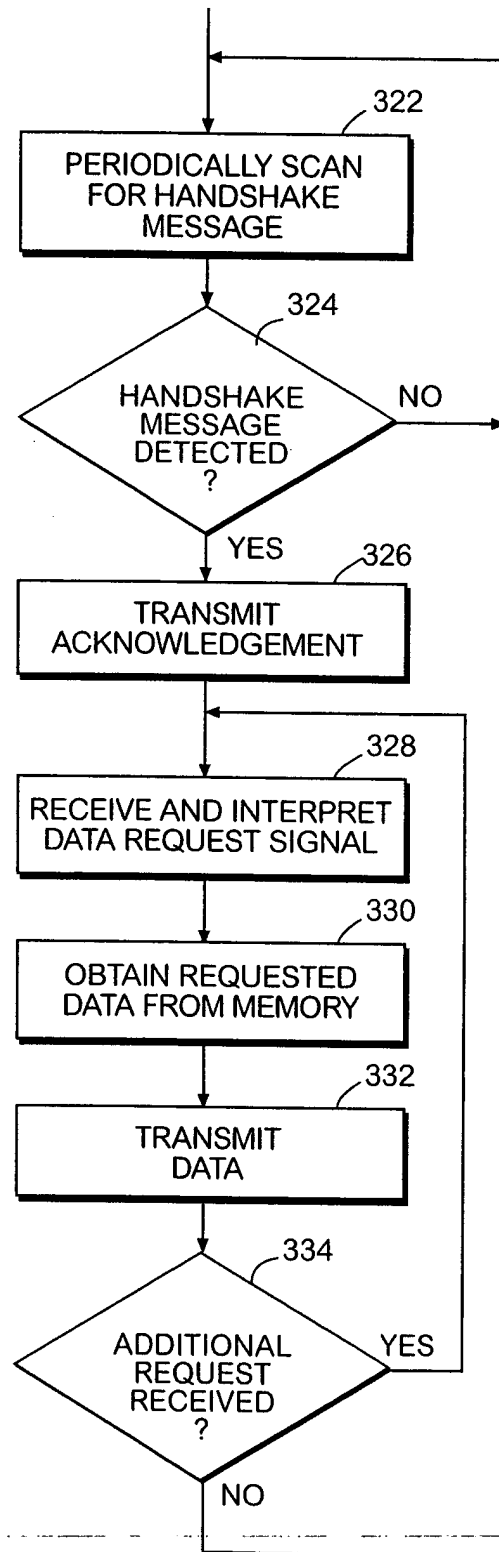 322
PERIODICALLY SCAN
FOR HANDSHAKE
MESSAGE
324
HANDSHAKE
MESSAGE
DETECTED
?
NO
YES
326
TRANSMIT
ACKNOWLEDGEMENT
328
RECEIVE AND INTERPRET
DATA REQUEST SIGNAL
330
OBTAIN REQUESTED
DATA FROM MEMORY
332
TRANSMIT
DATA
334
ADDITIONAL
REQUEST
RECEIVED
?
YES
NO